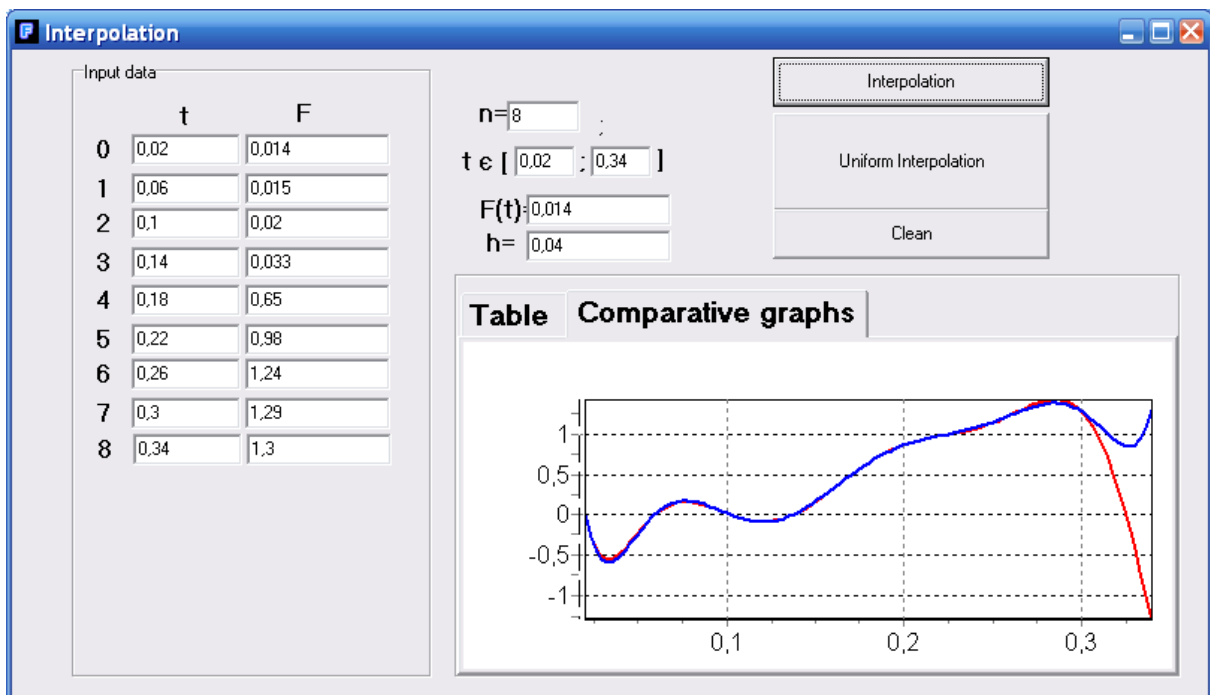 Interpolation
Input data
t F
0 0,02 0,014
1 0,06 0,015
2 0,1 0,02
3 0,14 0,033
4 0,18 0,65
5 0,22 0,98
6 0,26 1,24
7 0,3 1,29
8 0,34 1,3
n= 8 ;
t є [ 0,02 ; 0,34 ]
F(t)= 0,014
h= 0,04
Interpolation
Uniform Interpolation
Clean
Table Comparative graphs
1
0,5
0
-0,5
-1
0,1 0,2 0,3